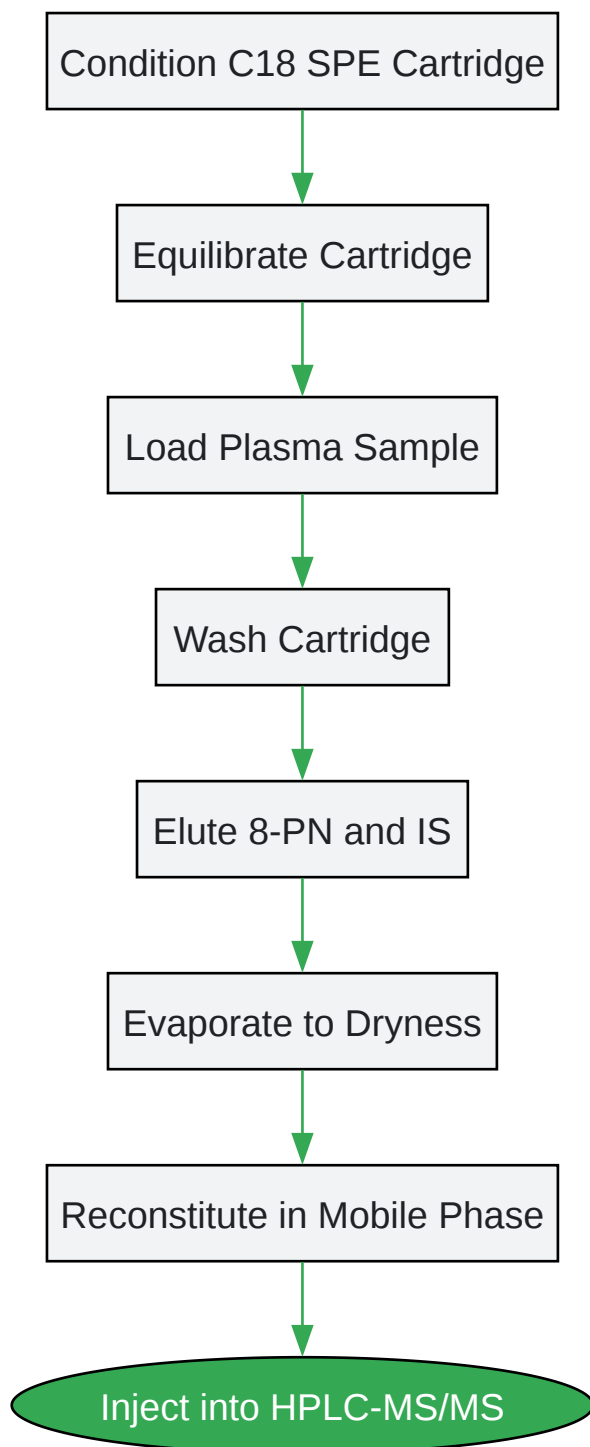 Condition C18 SPE Cartridge
Equilibrate Cartridge
Load Plasma Sample
Wash Cartridge
Elute 8-PN and IS
Evaporate to Dryness
Reconstitute in Mobile Phase
Inject into HPLC-MS/MS